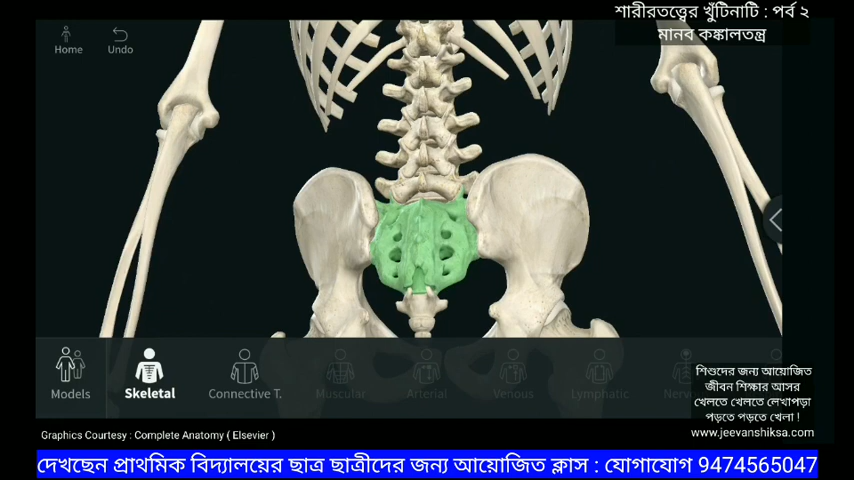 শারীরতত্ত্বের খুঁটিনাটি : পর্ব ২
মানব কঙ্কালতন্ত্র
Home
Undo
Models
Skeletal
Connective T.
Muscular
Arterial
Venous
Lymphatic
Nerv
শিশুদের জন্য আয়োজিত
জীবন শিক্ষার আসর
খেলতে খেলতে লেখাপড়া
পড়তে পড়তে খেলা !
www.jeevanshiksa.com
Graphics Courtesy : Complete Anatomy ( Elsevier )
দেখছেন প্রাথমিক বিদ্যালয়ের ছাত্র ছাত্রীদের জন্য আয়োজিত ক্লাস : যোগাযোগ 9474565047